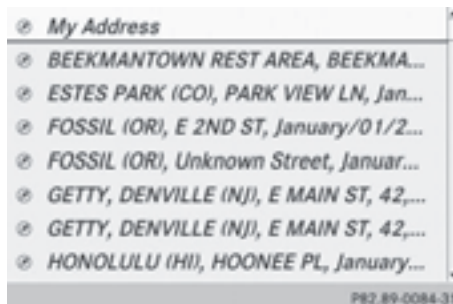 My Address
BEEKMANTOWN REST AREA, BEEKMA...
ESTES PARK (CO), PARK VIEW LN, Jan...
FOSSIL (OR), E 2ND ST, January/01/2...
FOSSIL (OR), Unknown Street, Januar...
GETTY, DENVILLE (NJ), E MAIN ST, 42,...
GETTY, DENVILLE (NJ), E MAIN ST, 42,...
HONOLULU (HI), HOONEE PL, January...
P82.89-0084-31